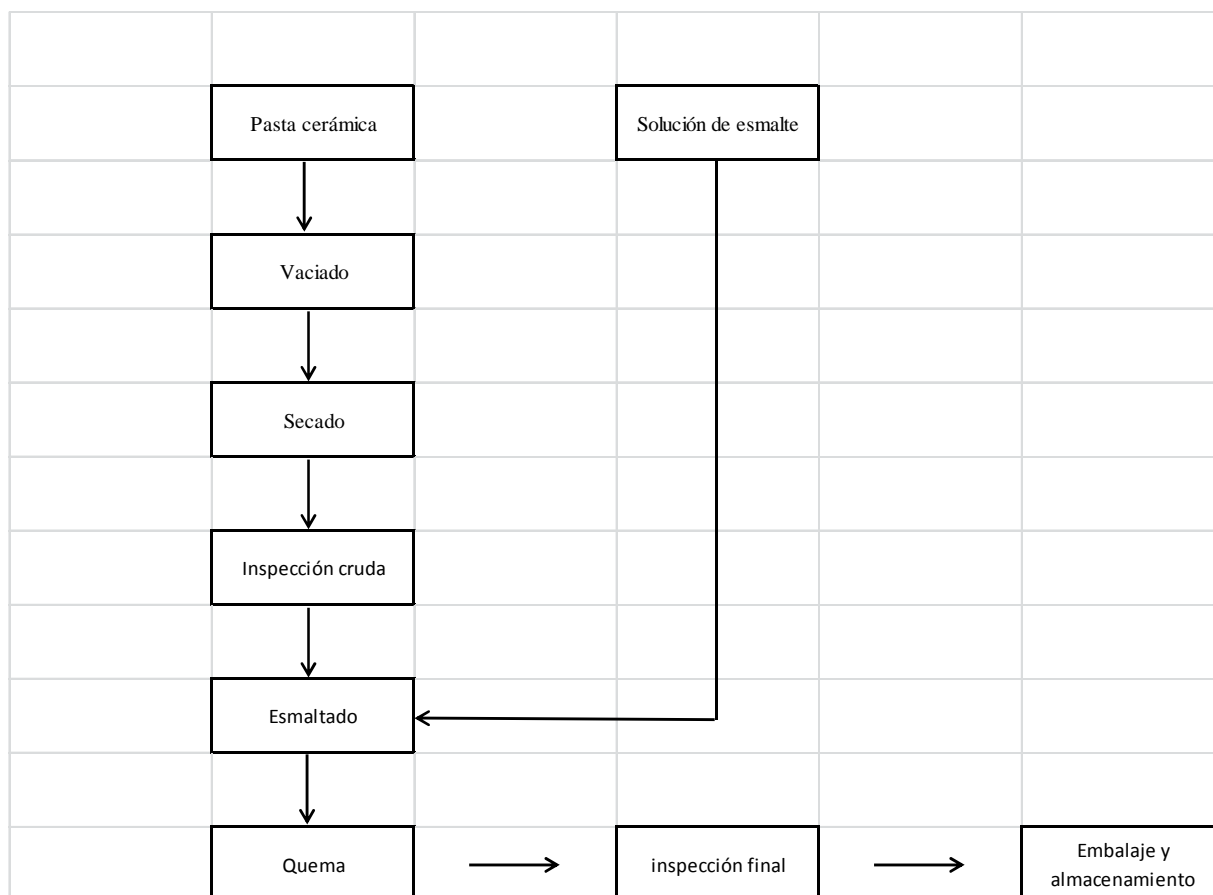 Pasta cerámica
Solución de esmalte
Vaciado
Secado
Inspección cruda
Esmaltado
Quema
inspección final
Embalaje y
almacenamiento